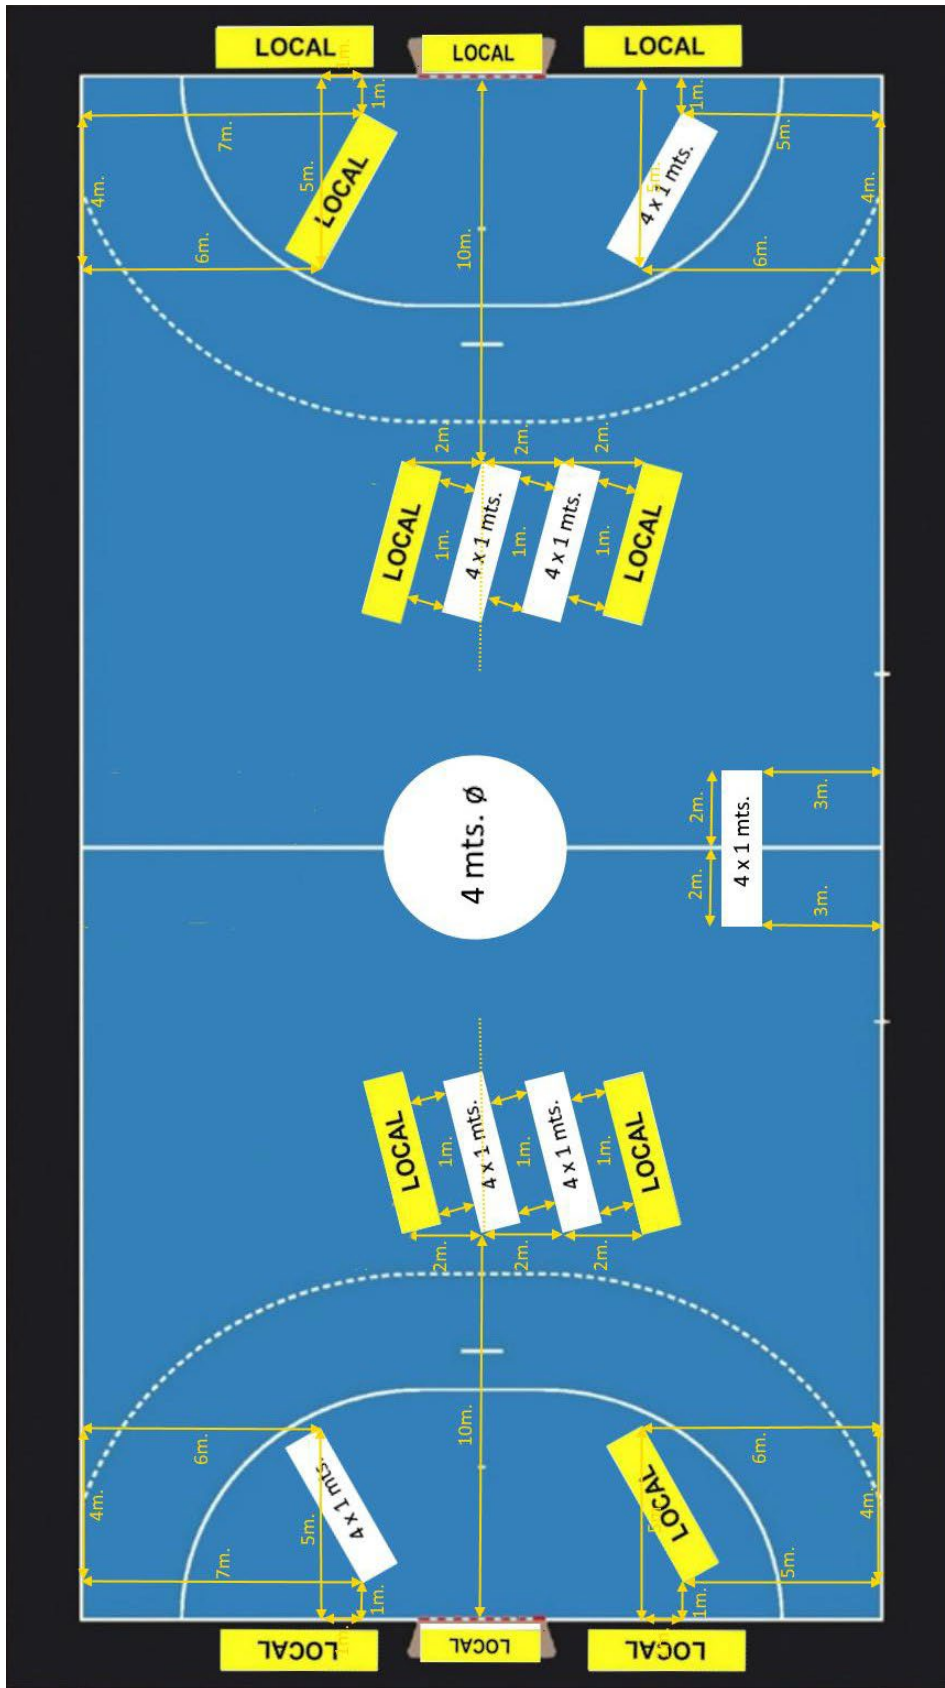 LOCAL
LOCAL
LOCAL
1m.
1m.
1m.
7m.
5m.
5m.
LOCAL
4 x 1 mts.
4m.
4m.
6m.
10m.
6m.
2m.
2m.
2m.
LOCAL
4 x 1 mts.
4 x 1 mts.
LOCAL
1m.
1m.
1m.
4 mts. ø
2m.
3m.
4 x 1 mts.
2m.
3m.
LOCAL
4 x 1 mts.
4 x 1 mts.
LOCAL
1m.
1m.
1m.
2m.
2m.
2m.
10m.
6m.
6m.
4m.
4m.
4 x 1 mts.
LOCAL
5m.
7m.
5m.
1m.
1m.
LOCAL
LOCAL
LOCAL